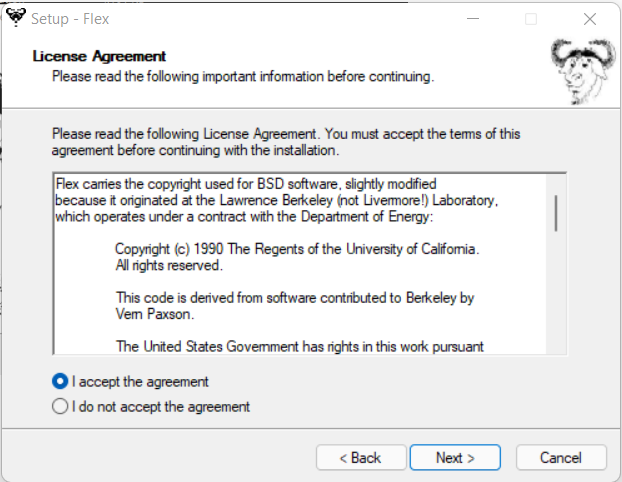 Setup - Flex
License Agreement
Please read the following important information before continuing.
Please read the following License Agreement. You must accept the terms of this
agreement before continuing with the installation.
Flex carries the copyright used for BSD software, slightly modified
because it originated at the Lawrence Berkeley (not Livermore!) Laboratory,
which operates under a contract with the Department of Energy:
Copyright (c) 1990 The Regents of the University of California.
All rights reserved.
This code is derived from software contributed to Berkeley by
Vern Paxson.
The United States Government has rights in this work pursuant
I accept the agreement
I do not accept the agreement
< Back
Next >
Cancel